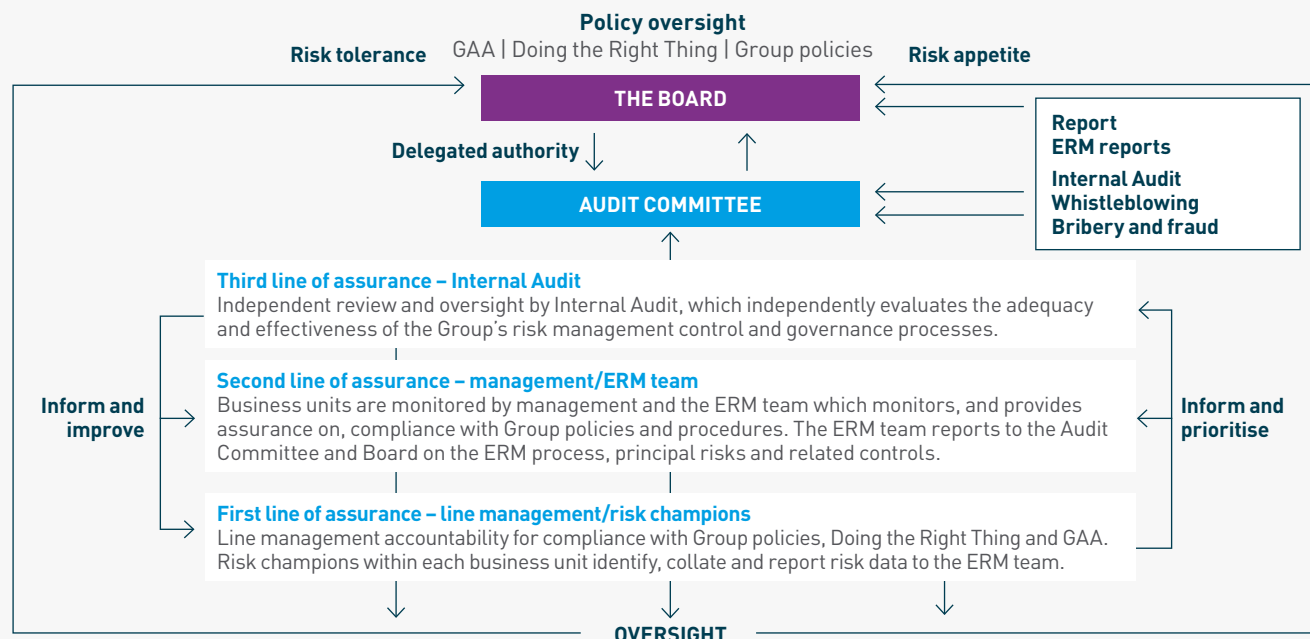 Policy oversight
GAA | Doing the Right Thing | Group policies
Risk tolerance
Risk appetite
THE BOARD
Delegated authority
AUDIT COMMITTEE
Report
ERM reports
Internal Audit
Whistleblowing
Bribery and fraud
Third line of assurance – Internal Audit
Independent review and oversight by Internal Audit, which independently evaluates the adequacy
and effectiveness of the Group's risk management control and governance processes.
Second line of assurance – management/ERM team
Business units are monitored by management and the ERM team which monitors, and provides
assurance on, compliance with Group policies and procedures. The ERM team reports to the Audit
Committee and Board on the ERM process, principal risks and related controls.
Inform and
improve
Inform and
prioritise
First line of assurance – line management/risk champions
Line management accountability for compliance with Group policies, Doing the Right Thing and GAA.
Risk champions within each business unit identify, collate and report risk data to the ERM team.
OVERSIGHT